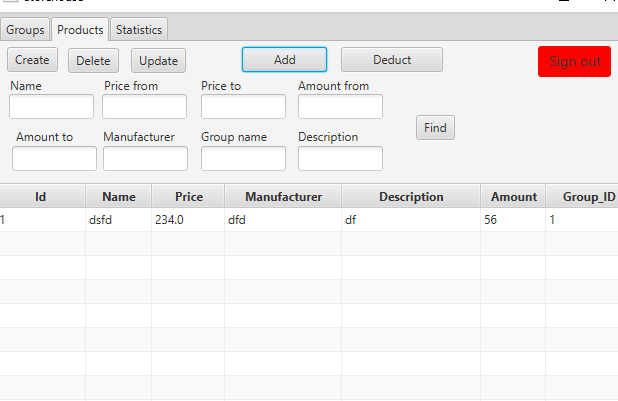 Groups Products Statistics
Create Delete Update Add Deduct Sign out
Name Price from Price to Amount from
Find
Amount to Manufacturer Group name Description
Id Name Price Manufacturer Description Amount Group_ID
1 dsfd 234.0 dfd df 56 1